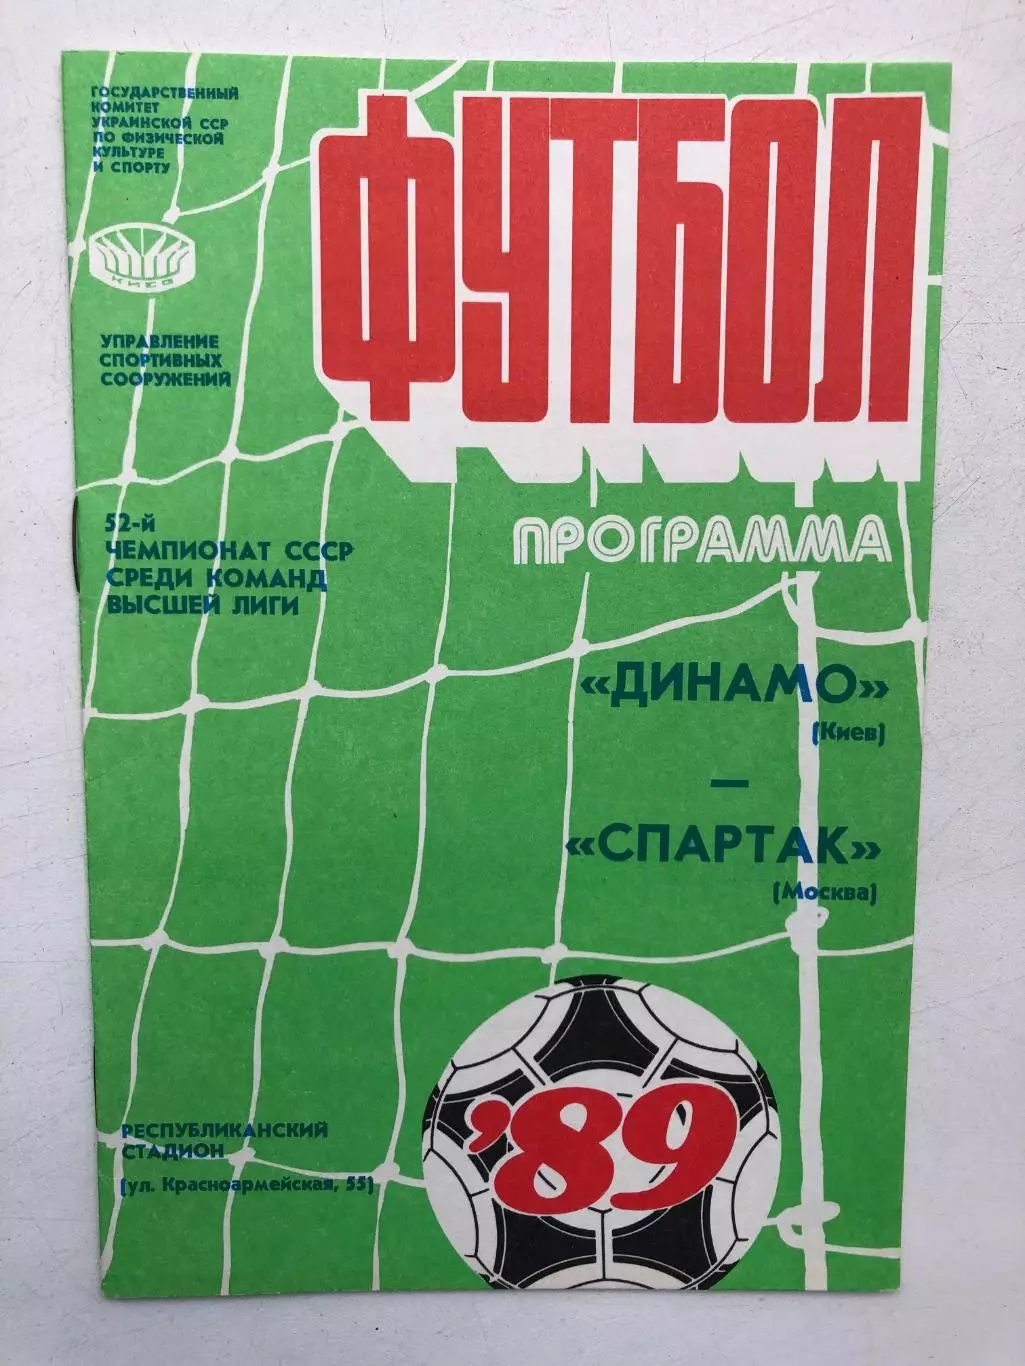 ГОСУДАРСТВЕННЫЙ
КОМИТЕТ
УКРАИНСКОЙ ССР
ПО ФИЗИЧЕСКОЙ
КУЛЬТУРЕ
И СПОРТУ
КИЕВ
УПРАВЛЕНИЕ
СПОРТИВНЫХ
СООРУЖЕНИЙ
ФУТБОЛ
ПРОГРАММА
52-й
ЧЕМПИОНАТ СССР
СРЕДИ КОМАНД
ВЫСШЕЙ ЛИГИ
«ДИНАМО»
(Киев)
—
«СПАРТАК»
(Москва)
'89
РЕСПУБЛИКАНСКИЙ
СТАДИОН
(ул. Красноармейская, 55)